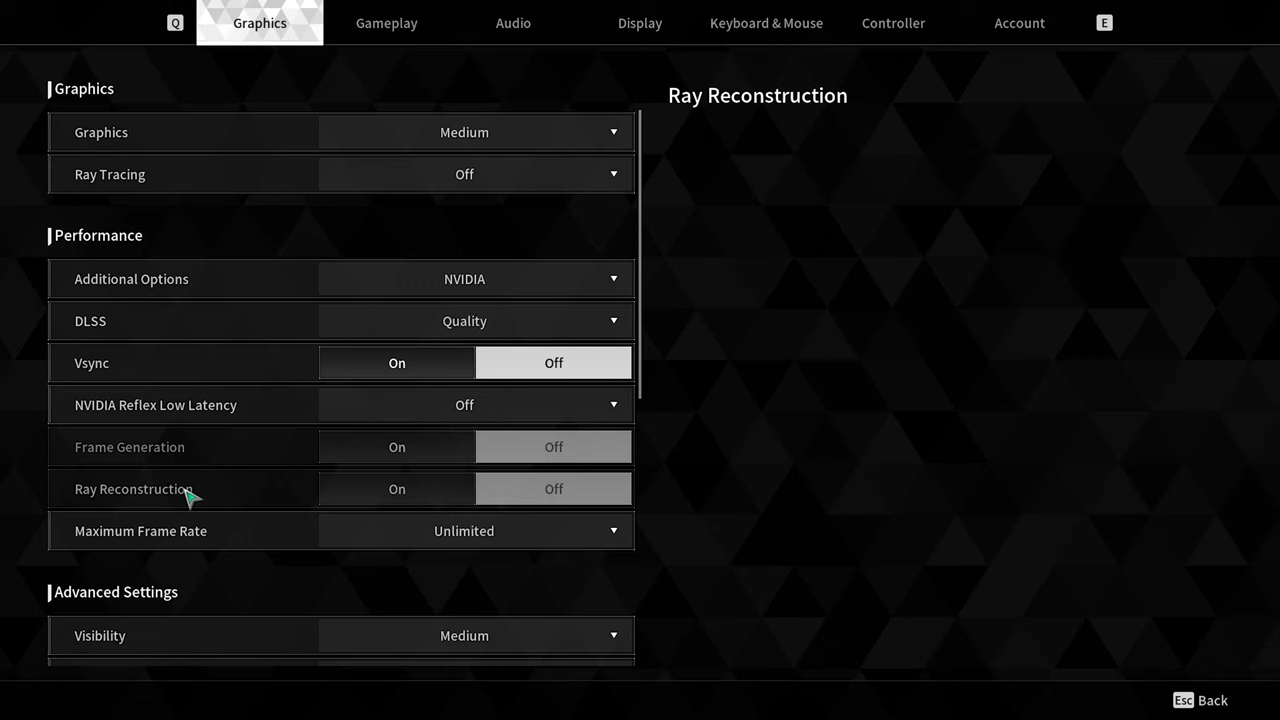 Q Graphics Gameplay Audio Display Keyboard & Mouse Controller Account E
Graphics
Ray Reconstruction
Graphics Medium
Ray Tracing Off
Performance
Additional Options NVIDIA
DLSS Quality
Vsync On Off
NVIDIA Reflex Low Latency Off
Frame Generation On Off
Ray Reconstruction On Off
Maximum Frame Rate Unlimited
Advanced Settings
Visibility Medium
Esc Back